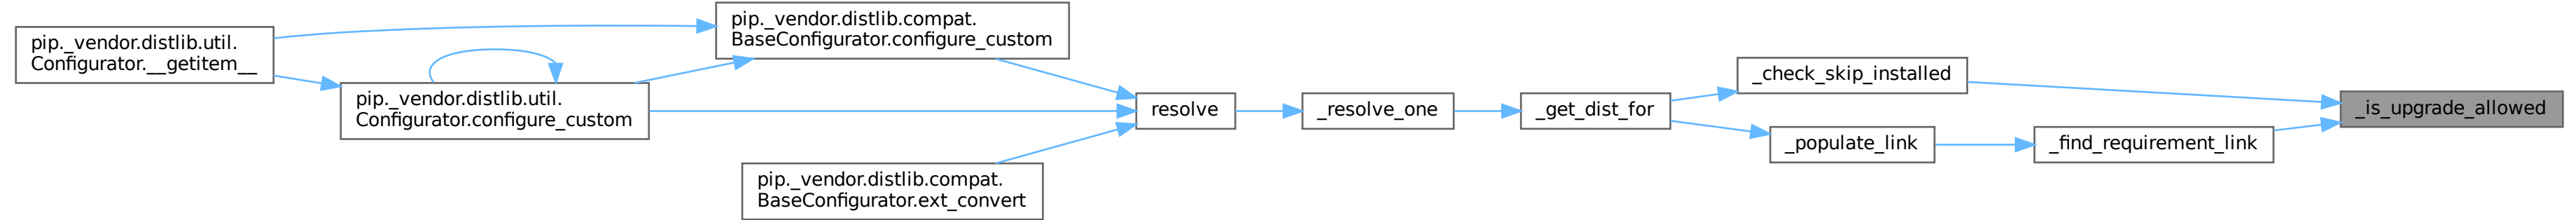 pip._vendor.distlib.util.
Configurator.__getitem__
pip._vendor.distlib.util.
Configurator.configure_custom
pip._vendor.distlib.compat.
BaseConfigurator.configure_custom
pip._vendor.distlib.compat.
BaseConfigurator.ext_convert
resolve
_resolve_one
_get_dist_for
_check_skip_installed
_populate_link
_find_requirement_link
_is_upgrade_allowed